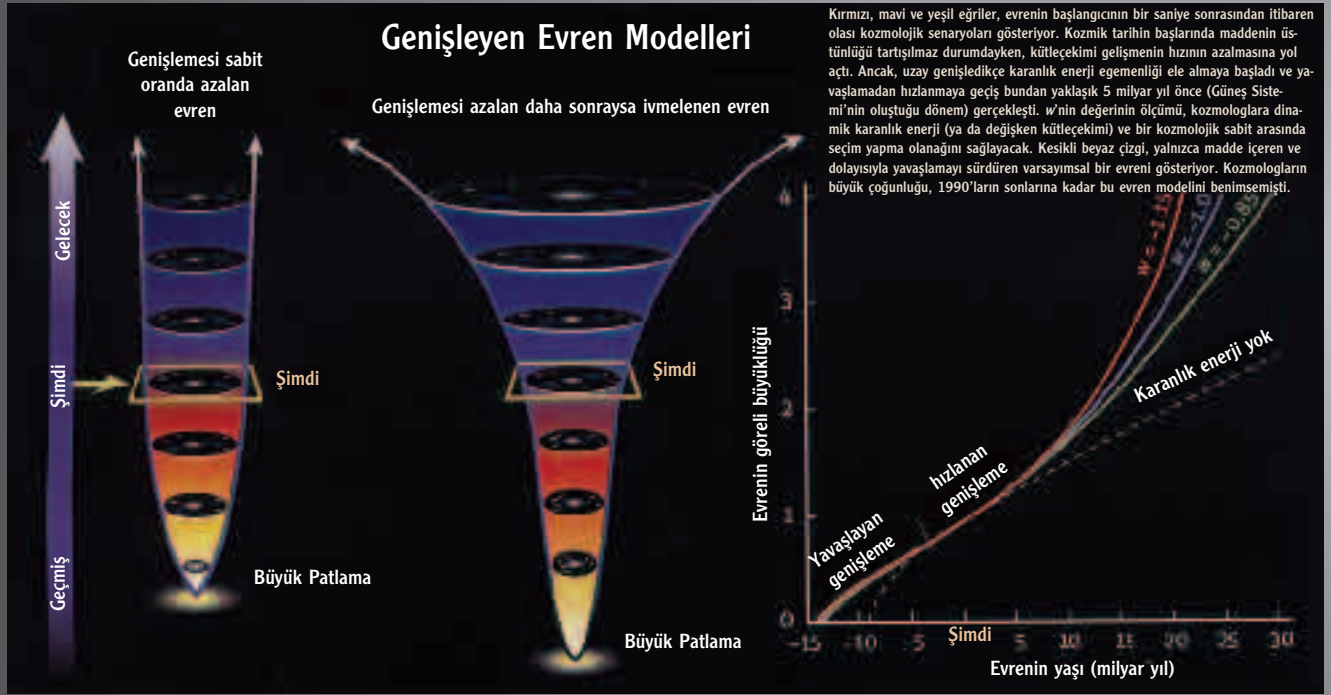 Genişleyen Evren Modelleri
Genişlemesi sabit
oranda azalan
evren
Genişlemesi azalan daha sonraysa ivmelenen evren
Kırmızı, mavi ve yeşil eğriler, evrenin başlangıcının bir saniye sonrasından itibaren
olası kozmolojik senaryoları gösteriyor. Kozmik tarihin başlarında maddenin üs-
tünlüğü tartışılmaz durumdayken, kütleçekimi gelişmenin hızının azalmasına yol
açtı. Ancak, uzay genişledikçe karanlık enerji egemenliği ele almaya başladı ve ya-
vaşlamadan hızlanmaya geçiş bundan yaklaşık 5 milyar yıl önce (Güneş Siste-
mi'nin oluştuğu dönem) gerçekleşti. w'nin değerinin ölçümü, kozmologlara dina-
mik karanlık enerji (ya da değişken kütleçekimi) ve bir kozmolojik sabit arasında
seçim yapma olanağını sağlayacak. Kesikli beyaz çizgi, yalnızca madde içeren ve
dolayısıyla yavaşlamayı sürdüren varsayımsal bir evreni gösteriyor. Kozmologların
büyük çoğunluğu, 1990'ların sonlarına kadar bu evren modelini benimsemişti.
Gelecek
Şimdi
Geçmiş
Şimdi
Büyük Patlama
Şimdi
Büyük Patlama
Evrenin göreli büyüklüğü
4
3
2
1
0
w = -1.15
w = -1.0
w = -0.85
Karanlık enerji yok
hızlanan
genişleme
Yavaşlayan
genişleme
-15 -10 5 Şimdi 5 10 15 20 25 30
Evrenin yaşı (milyar yıl)